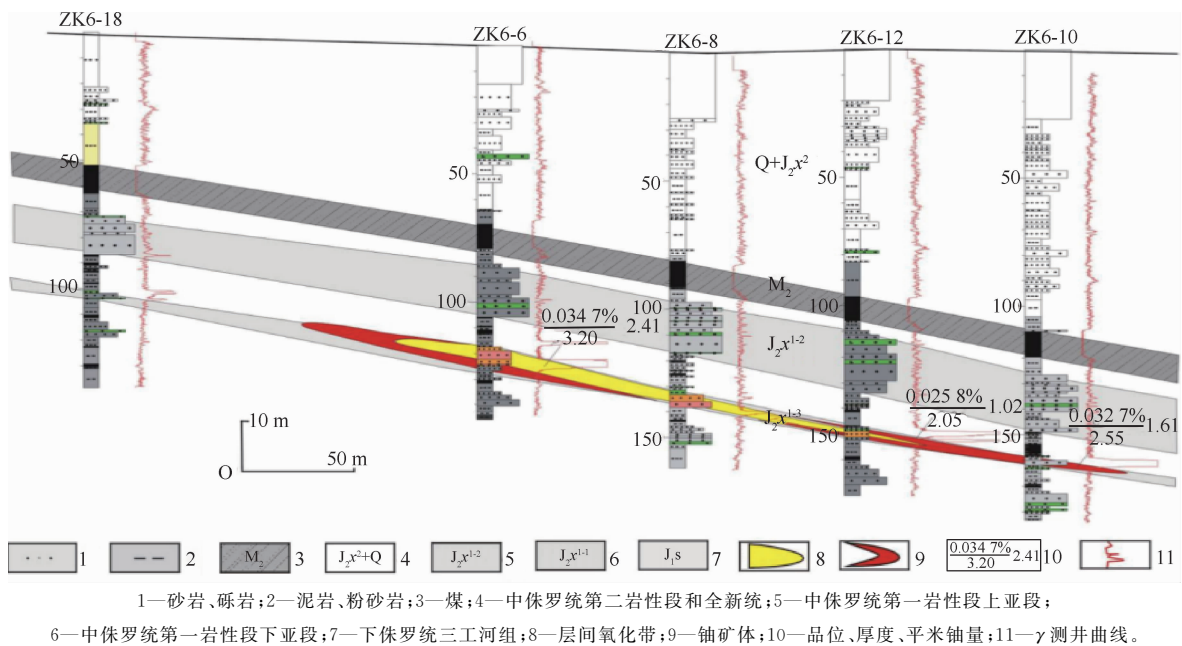 ZK6-18
ZK6-6
ZK6-8
ZK6-12
ZK6-10
50
50
50
50
50
Q+J₂x²
M₂
100
100
100
100
100
0.034 7%
3.20
2.41
J₂x¹⁻²
0.025 8%
2.05
1.02
0.032 7%
2.55
1.61
J₂x¹⁻³
150
150
150
10 m
O
50 m
1
2
M₂ 3
J₂x²+Q 4
J₂x¹⁻² 5
J₂x¹⁻¹ 6
J₁s 7
8
9
0.034 7%
3.20
2.41 10
11
1—砂岩、砾岩;2—泥岩、粉砂岩;3—煤;4—中侏罗统第二岩性段和全新统;5—中侏罗统第一岩性段上亚段;
6—中侏罗统第一岩性段下亚段;7—下侏罗统三工河组;8—层间氧化带;9—铀矿体;10—品位、厚度、平米铀量;11—γ 测井曲线。